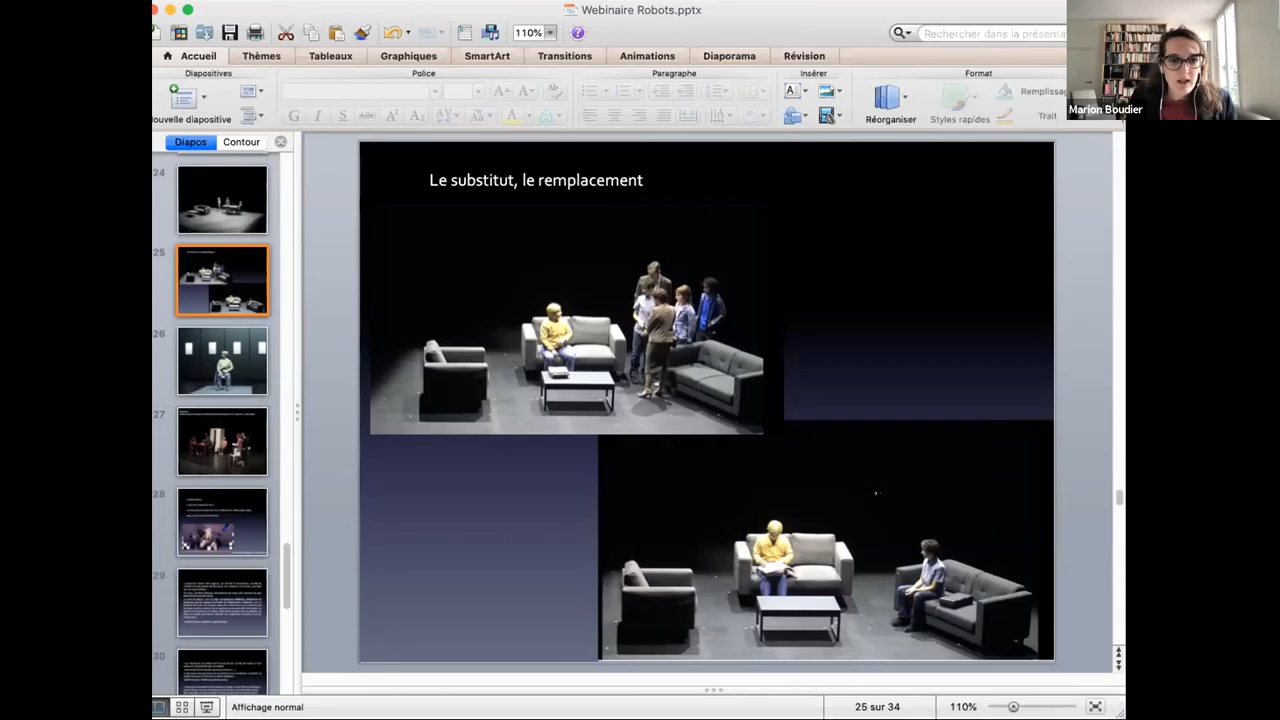 Webinaire Robots.pptx
110%
Rechercher dans la présenta
Marion Boudier
Accueil
Thèmes
Tableaux
Graphiques
SmartArt
Transitions
Animations
Diaporama
Révision
Diapositives
Police
Paragraphe
Insérer
Format
Nouvelle diapositive
Réorganiser
Styles rapides
Remplissag
Trait
Diapos
Contour
24
25
26
27
28
29
30
Le substitut, le remplacement
Affichage normal
25 sur 34
110%